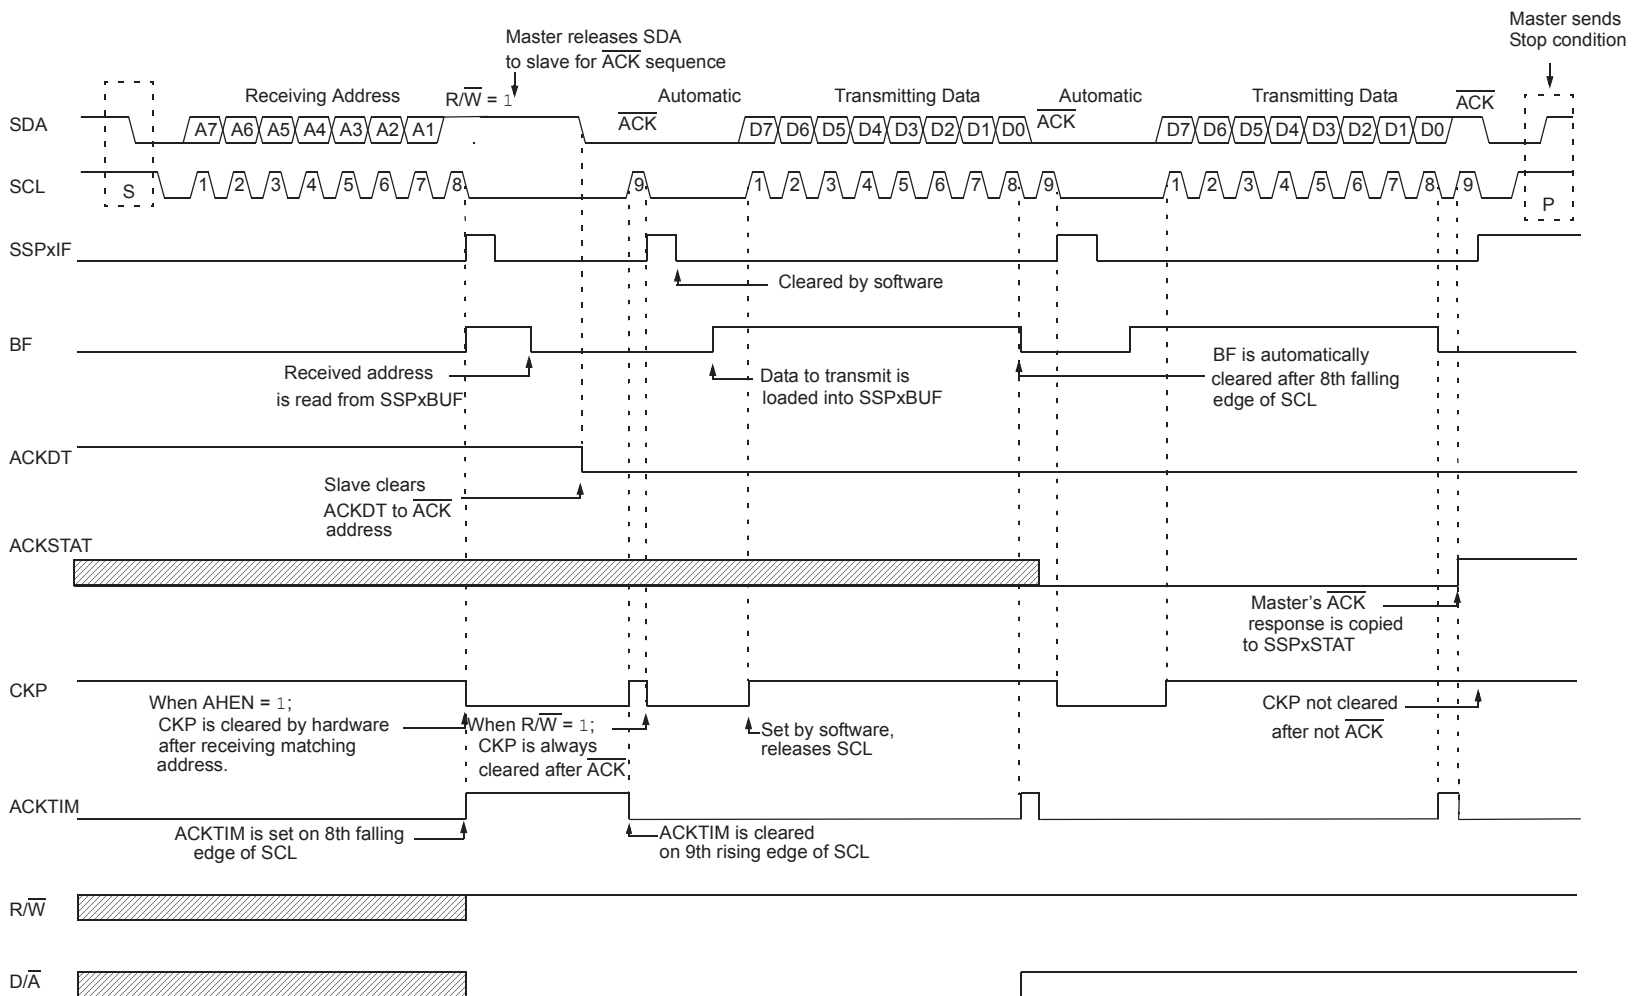 Master sends
Stop condition
Master releases SDA
to slave for ACK sequence
Receiving Address
R/W = 1
Automatic
Transmitting Data
Automatic
Transmitting Data
ACK
ACK
ACK
SDA
A7 A6 A5 A4 A3 A2 A1
D7 D6 D5 D4 D3 D2 D1 D0
D7 D6 D5 D4 D3 D2 D1 D0
SCL
S
1 2 3 4 5 6 7 8 9
1 2 3 4 5 6 7 8 9
1 2 3 4 5 6 7 8 9
P
SSPxIF
Cleared by software
BF
Received address
is read from SSPxBUF
Data to transmit is
loaded into SSPxBUF
BF is automatically
cleared after 8th falling
edge of SCL
ACKDT
Slave clears
ACKDT to ACK
address
ACKSTAT
Master's ACK
response is copied
to SSPxSTAT
CKP
When AHEN = 1;
CKP is cleared by hardware
after receiving matching
address.
When R/W = 1;
CKP is always
cleared after ACK
Set by software,
releases SCL
CKP not cleared
after not ACK
ACKTIM
ACKTIM is set on 8th falling
edge of SCL
ACKTIM is cleared
on 9th rising edge of SCL
R/W
D/A